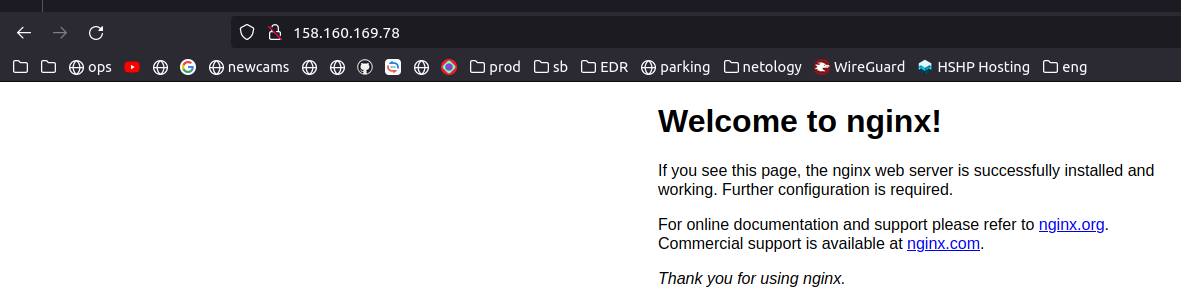 158.160.169.78
ops newcams prod sb EDR parking netology WireGuard HSHP Hosting eng
Welcome to nginx!
If you see this page, the nginx web server is successfully installed and
working. Further configuration is required.
For online documentation and support please refer to nginx.org.
Commercial support is available at nginx.com.
Thank you for using nginx.